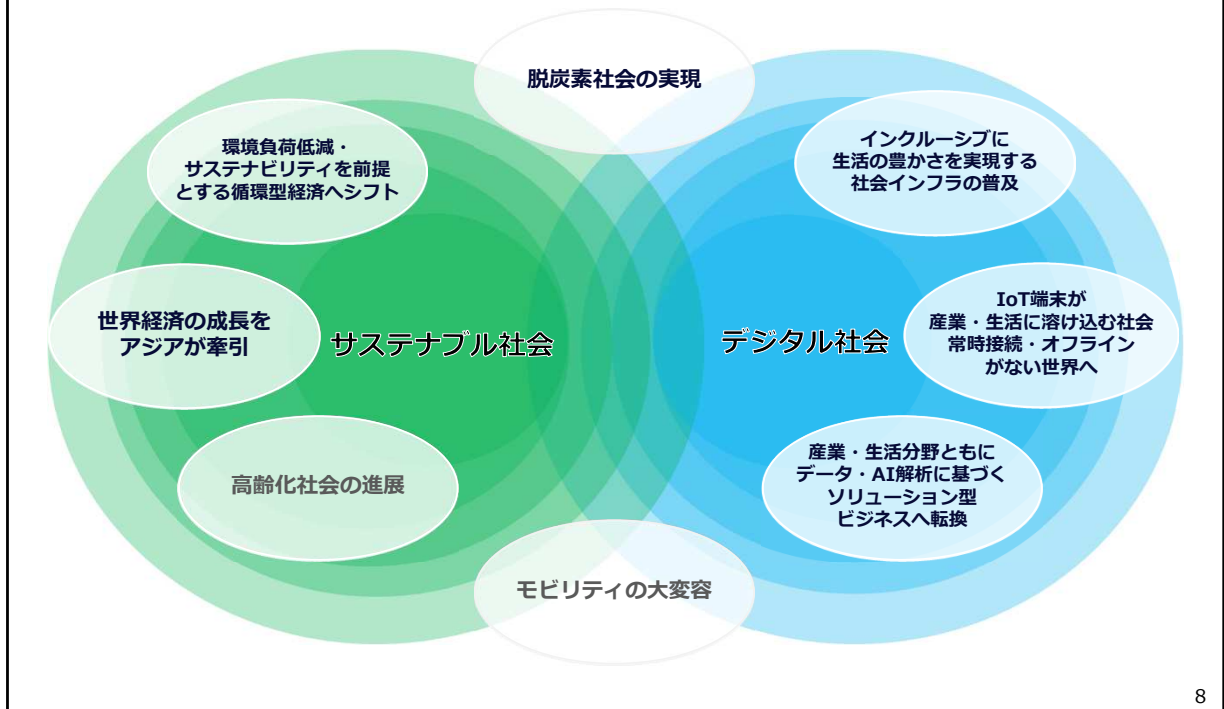 脱炭素社会の実現
環境負荷低減・
サステナビリティを前提
とする循環型経済へシフト
インクルーシブに
生活の豊かさを実現する
社会インフラの普及
世界経済の成長を
アジアが牽引
サステナブル社会
デジタル社会
IoT端末が
産業・生活に溶け込む社会
常時接続・オフライン
がない世界へ
高齢化社会の進展
産業・生活分野ともに
データ・AI解析に基づく
ソリューション型
ビジネスへ転換
モビリティの大変容
8